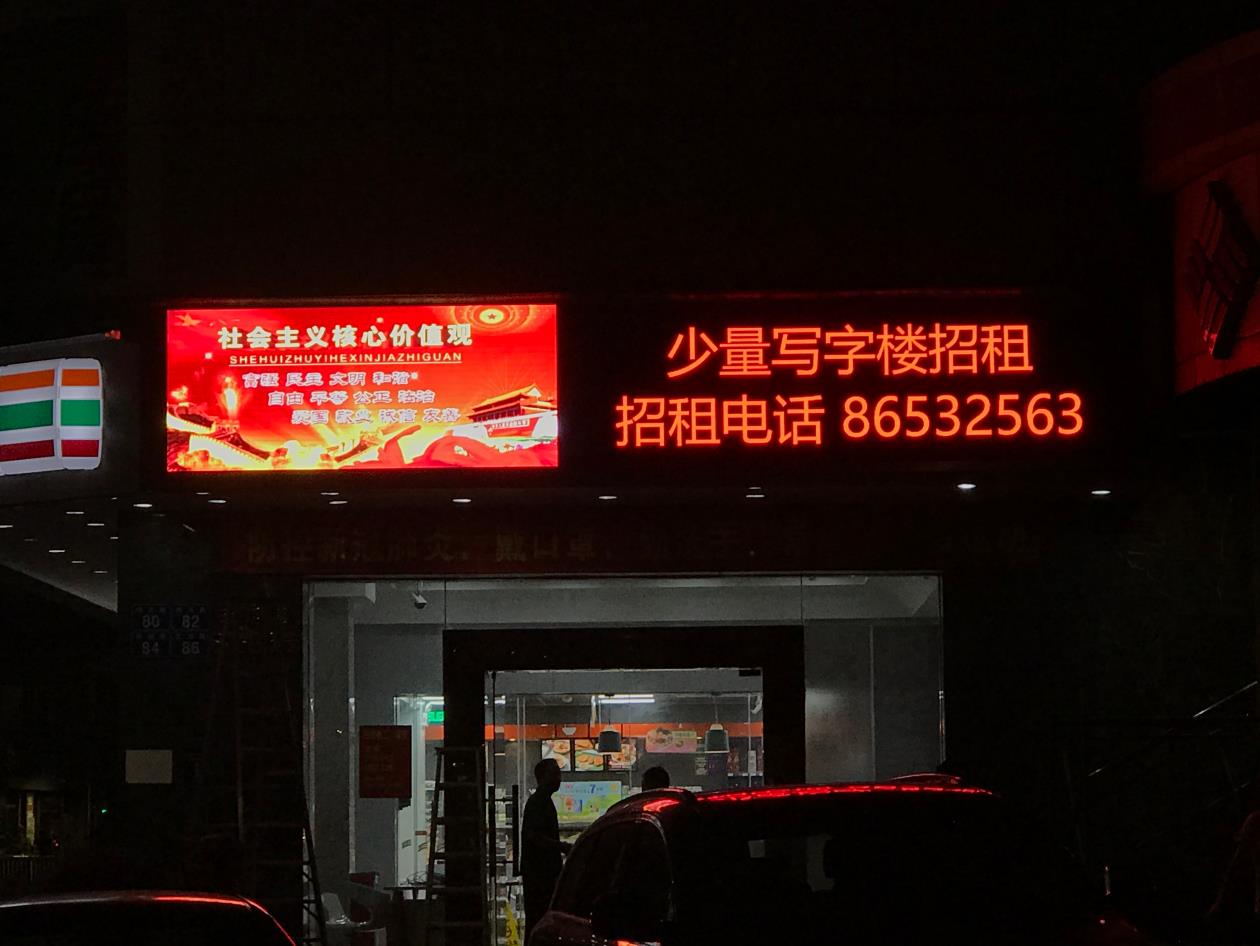 社会主义核心价值观
SHEHUIZHUYIHEXINJIAZHIGUAN
富强 民主 文明 和谐
自由 平等 公正 法治
爱国 敬业 诚信 友善
少量写字楼招租
招租电话 86532563
80 82
84 86